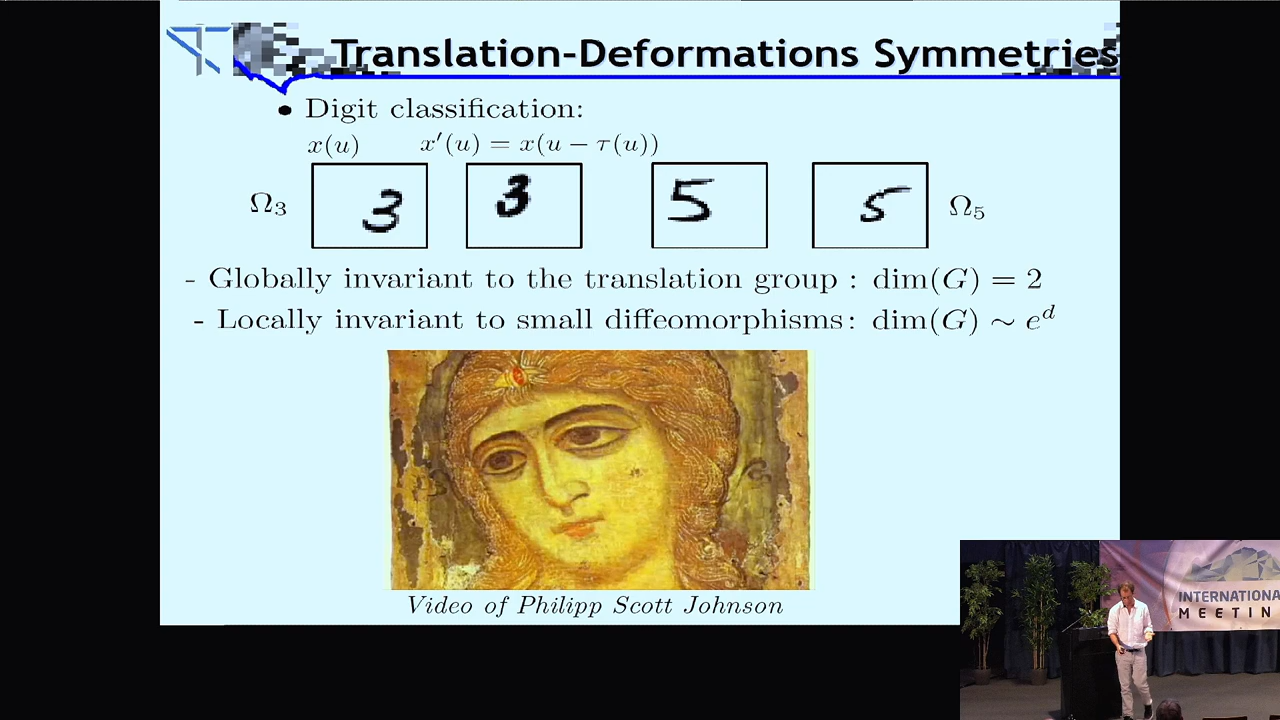 Translation-Deformations Symmetries
• Digit classification:
x(u) x′(u) = x(u − τ(u))
Ω₃ 3 3 5 5 Ω₅
- Globally invariant to the translation group : dim(G) = 2
- Locally invariant to small diffeomorphisms: dim(G) ∼ eᵈ
Video of Philipp Scott Johnson
INTERNATIONA
MEETIN